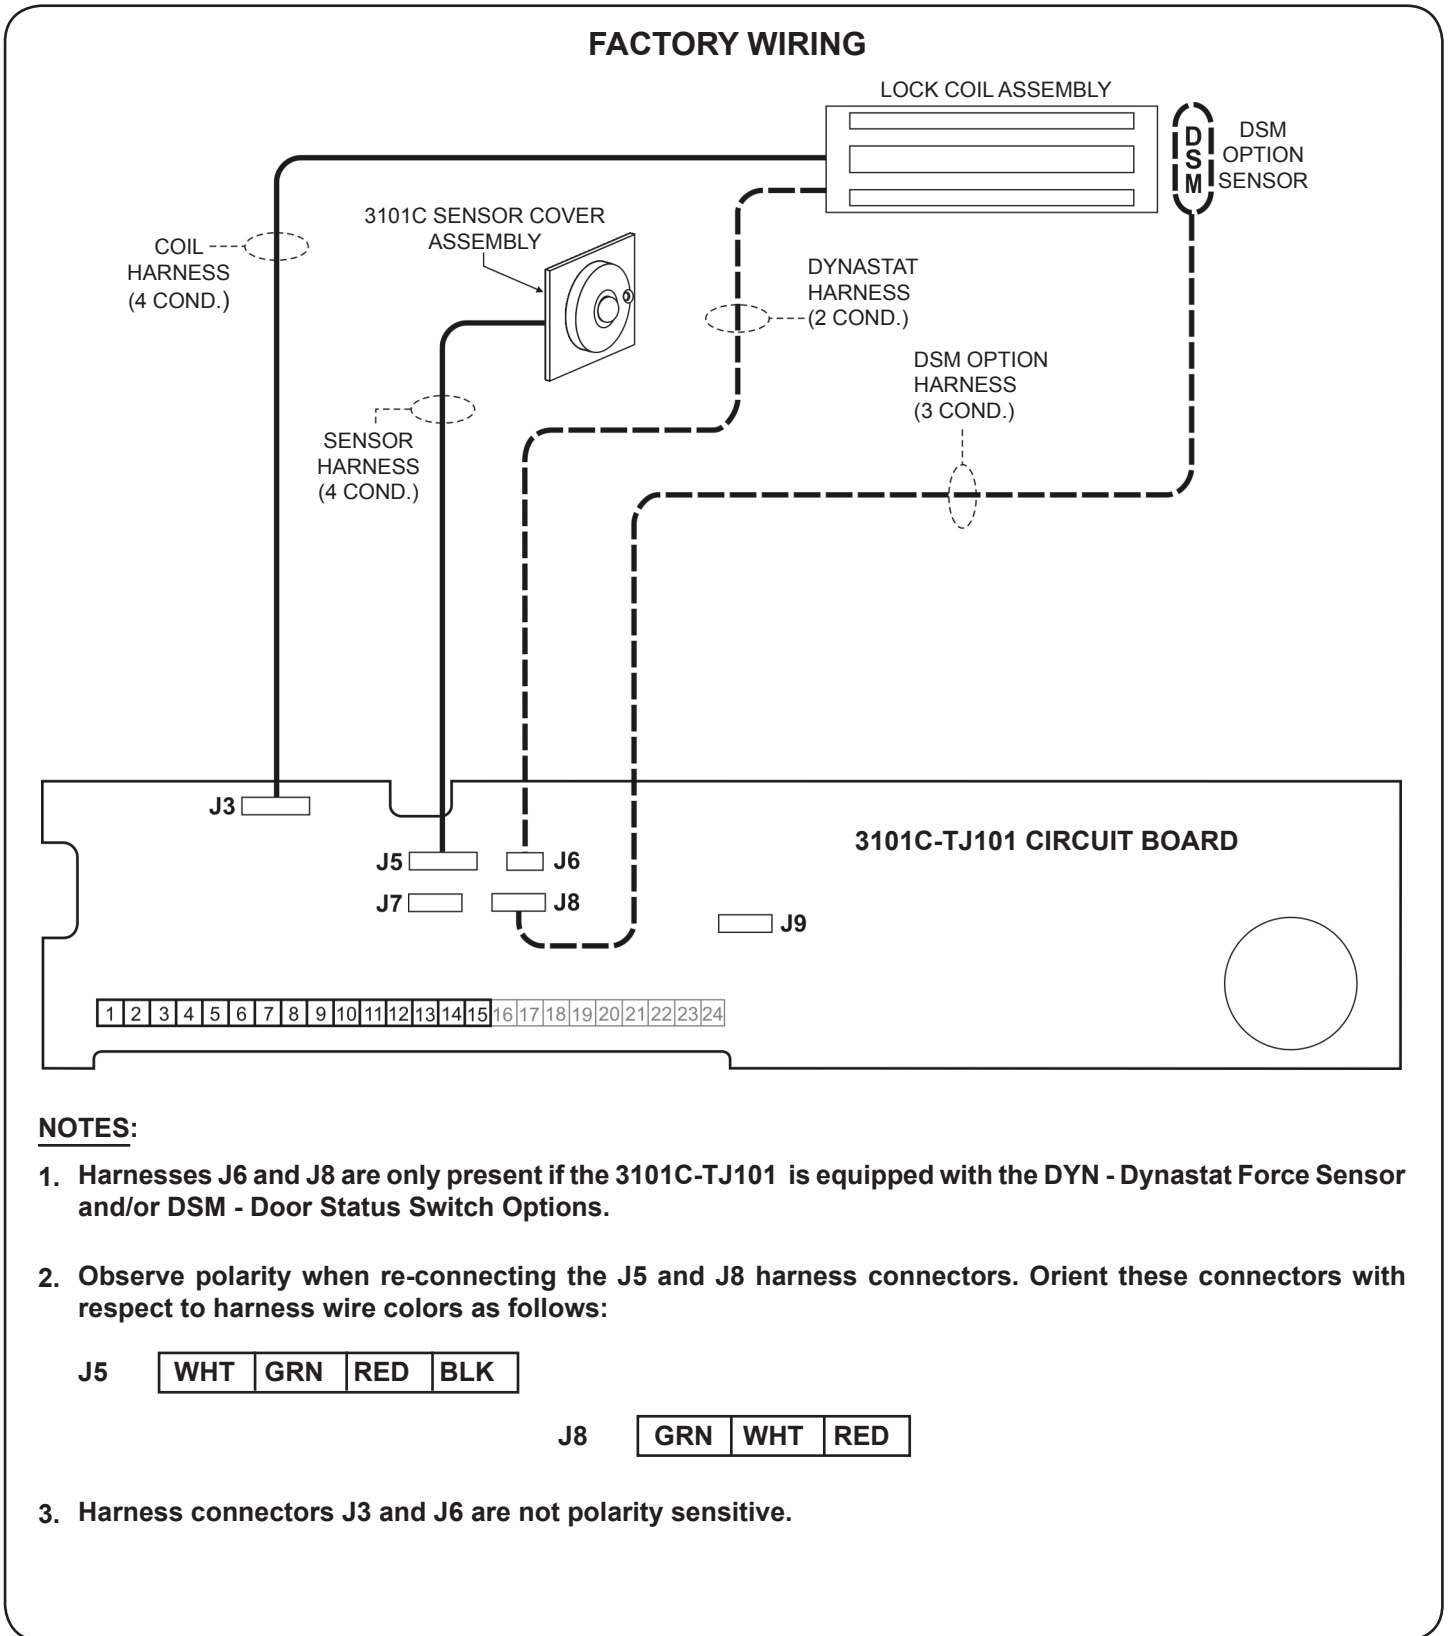 FACTORY WIRING
LOCK COIL ASSEMBLY
DSM
DSM
OPTION
SENSOR
3101C SENSOR COVER
ASSEMBLY
COIL
HARNESS
(4 COND.)
DYNASTAT
HARNESS
(2 COND.)
DSM OPTION
HARNESS
(3 COND.)
SENSOR
HARNESS
(4 COND.)
J3
3101C-TJ101 CIRCUIT BOARD
J5
J6
J7
J8
J9
1 2 3 4 5 6 7 8 9 10 11 12 13 14 15 16 17 18 19 20 21 22 23 24
NOTES:
1. Harnesses J6 and J8 are only present if the 3101C-TJ101 is equipped with the DYN - Dynastat Force Sensor
and/or DSM - Door Status Switch Options.
2. Observe polarity when re-connecting the J5 and J8 harness connectors. Orient these connectors with
respect to harness wire colors as follows:
J5 WHT GRN RED BLK
J8 GRN WHT RED
3. Harness connectors J3 and J6 are not polarity sensitive.